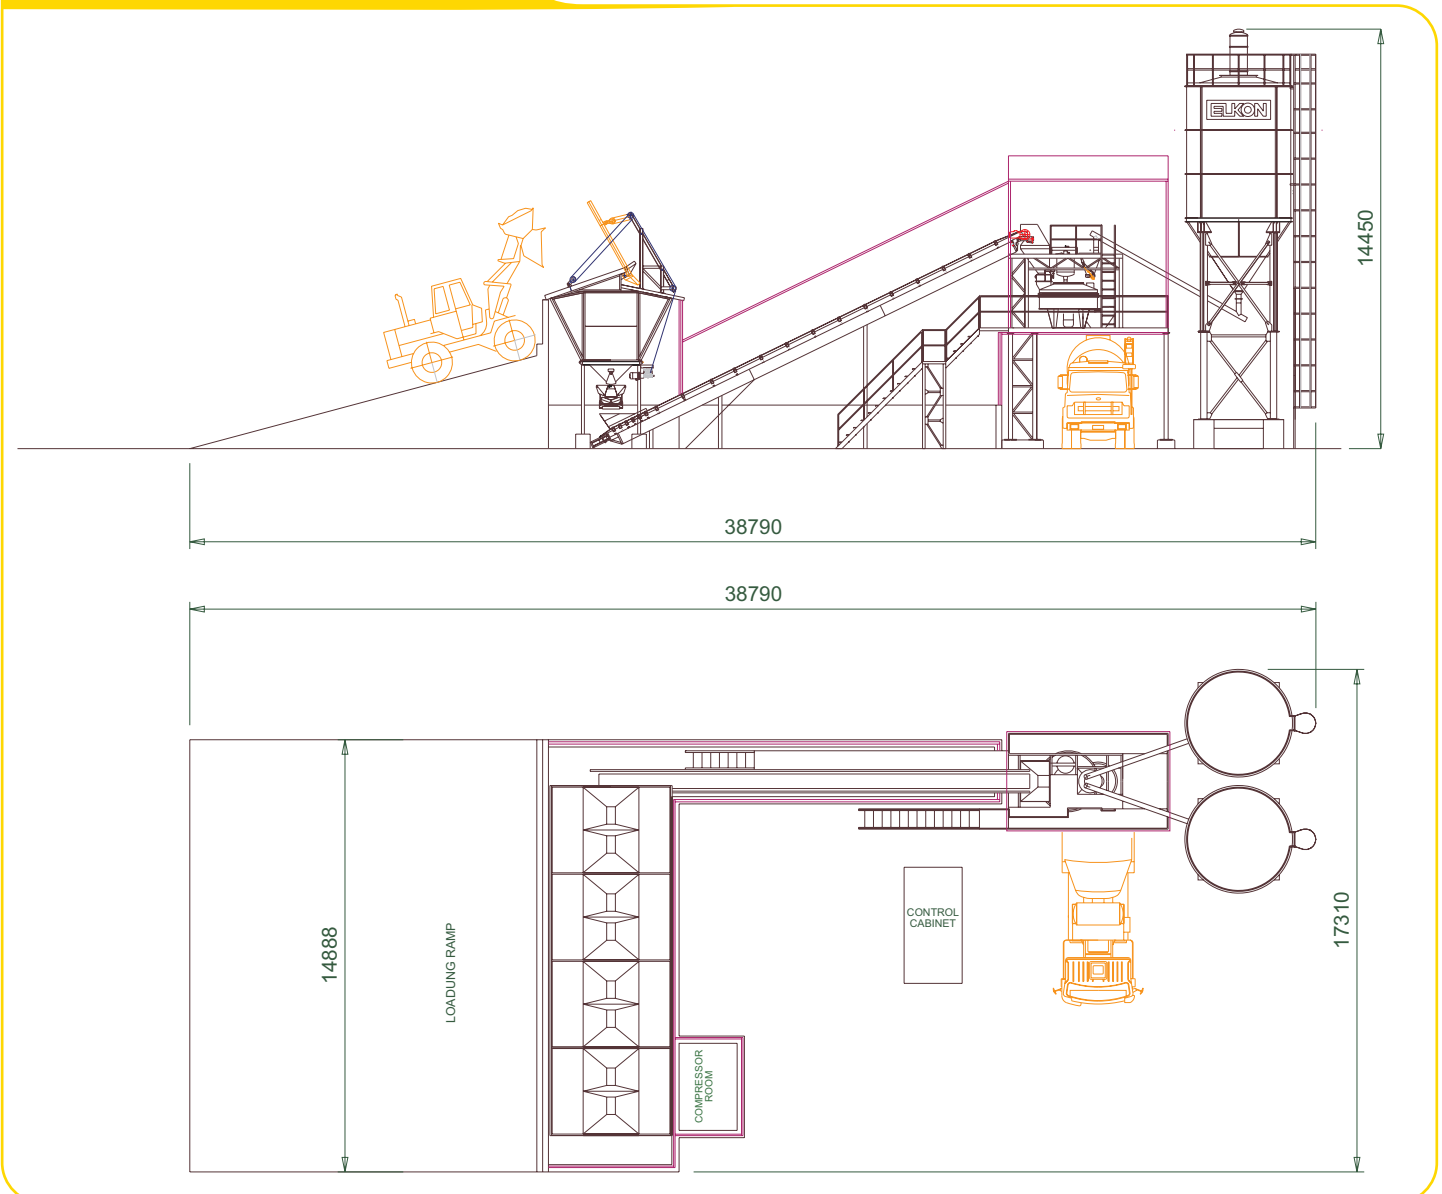 ELKON
14450
38790
38790
14888
LOADUNG RAMP
CONTROL
CABINET
17310
COMPRESSOR
ROOM